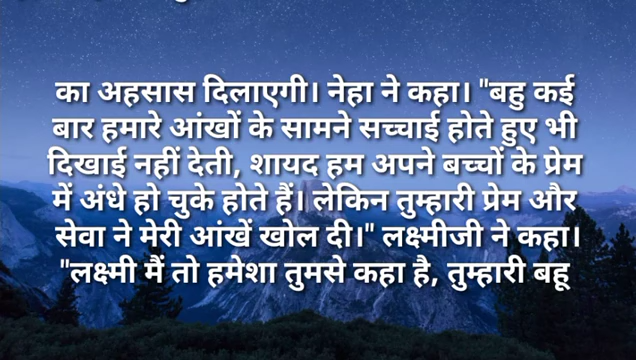 का अहसास दिलाएगी। नेहा ने कहा। "बहु कई
बार हमारे आंखों के सामने सच्चाई होते हुए भी
दिखाई नहीं देती, शायद हम अपने बच्चों के प्रेम
में अंधे हो चुके होते हैं। लेकिन तुम्हारी प्रेम और
सेवा ने मेरी आंखें खोल दी।" लक्ष्मीजी ने कहा।
"लक्ष्मी मैं तो हमेशा तुमसे कहा है, तुम्हारी बहू